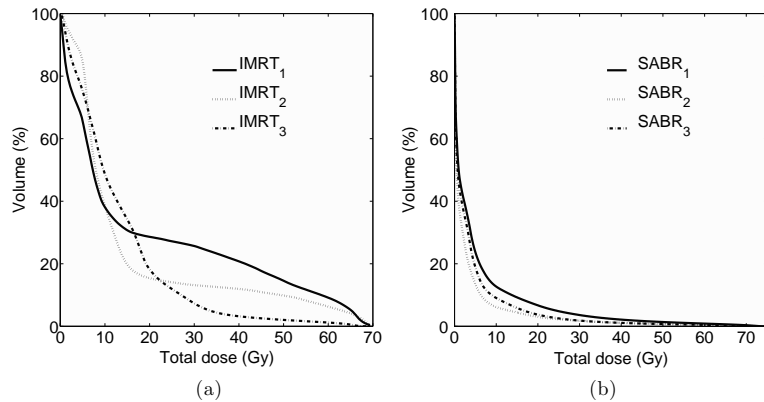 100
80
60
40
20
0
Volume (%)
IMRT1
IMRT2
IMRT3
0 10 20 30 40 50 60 70
Total dose (Gy)
(a)
100
80
60
40
20
0
Volume (%)
SABR1
SABR2
SABR3
0 10 20 30 40 50 60 70
Total dose (Gy)
(b)